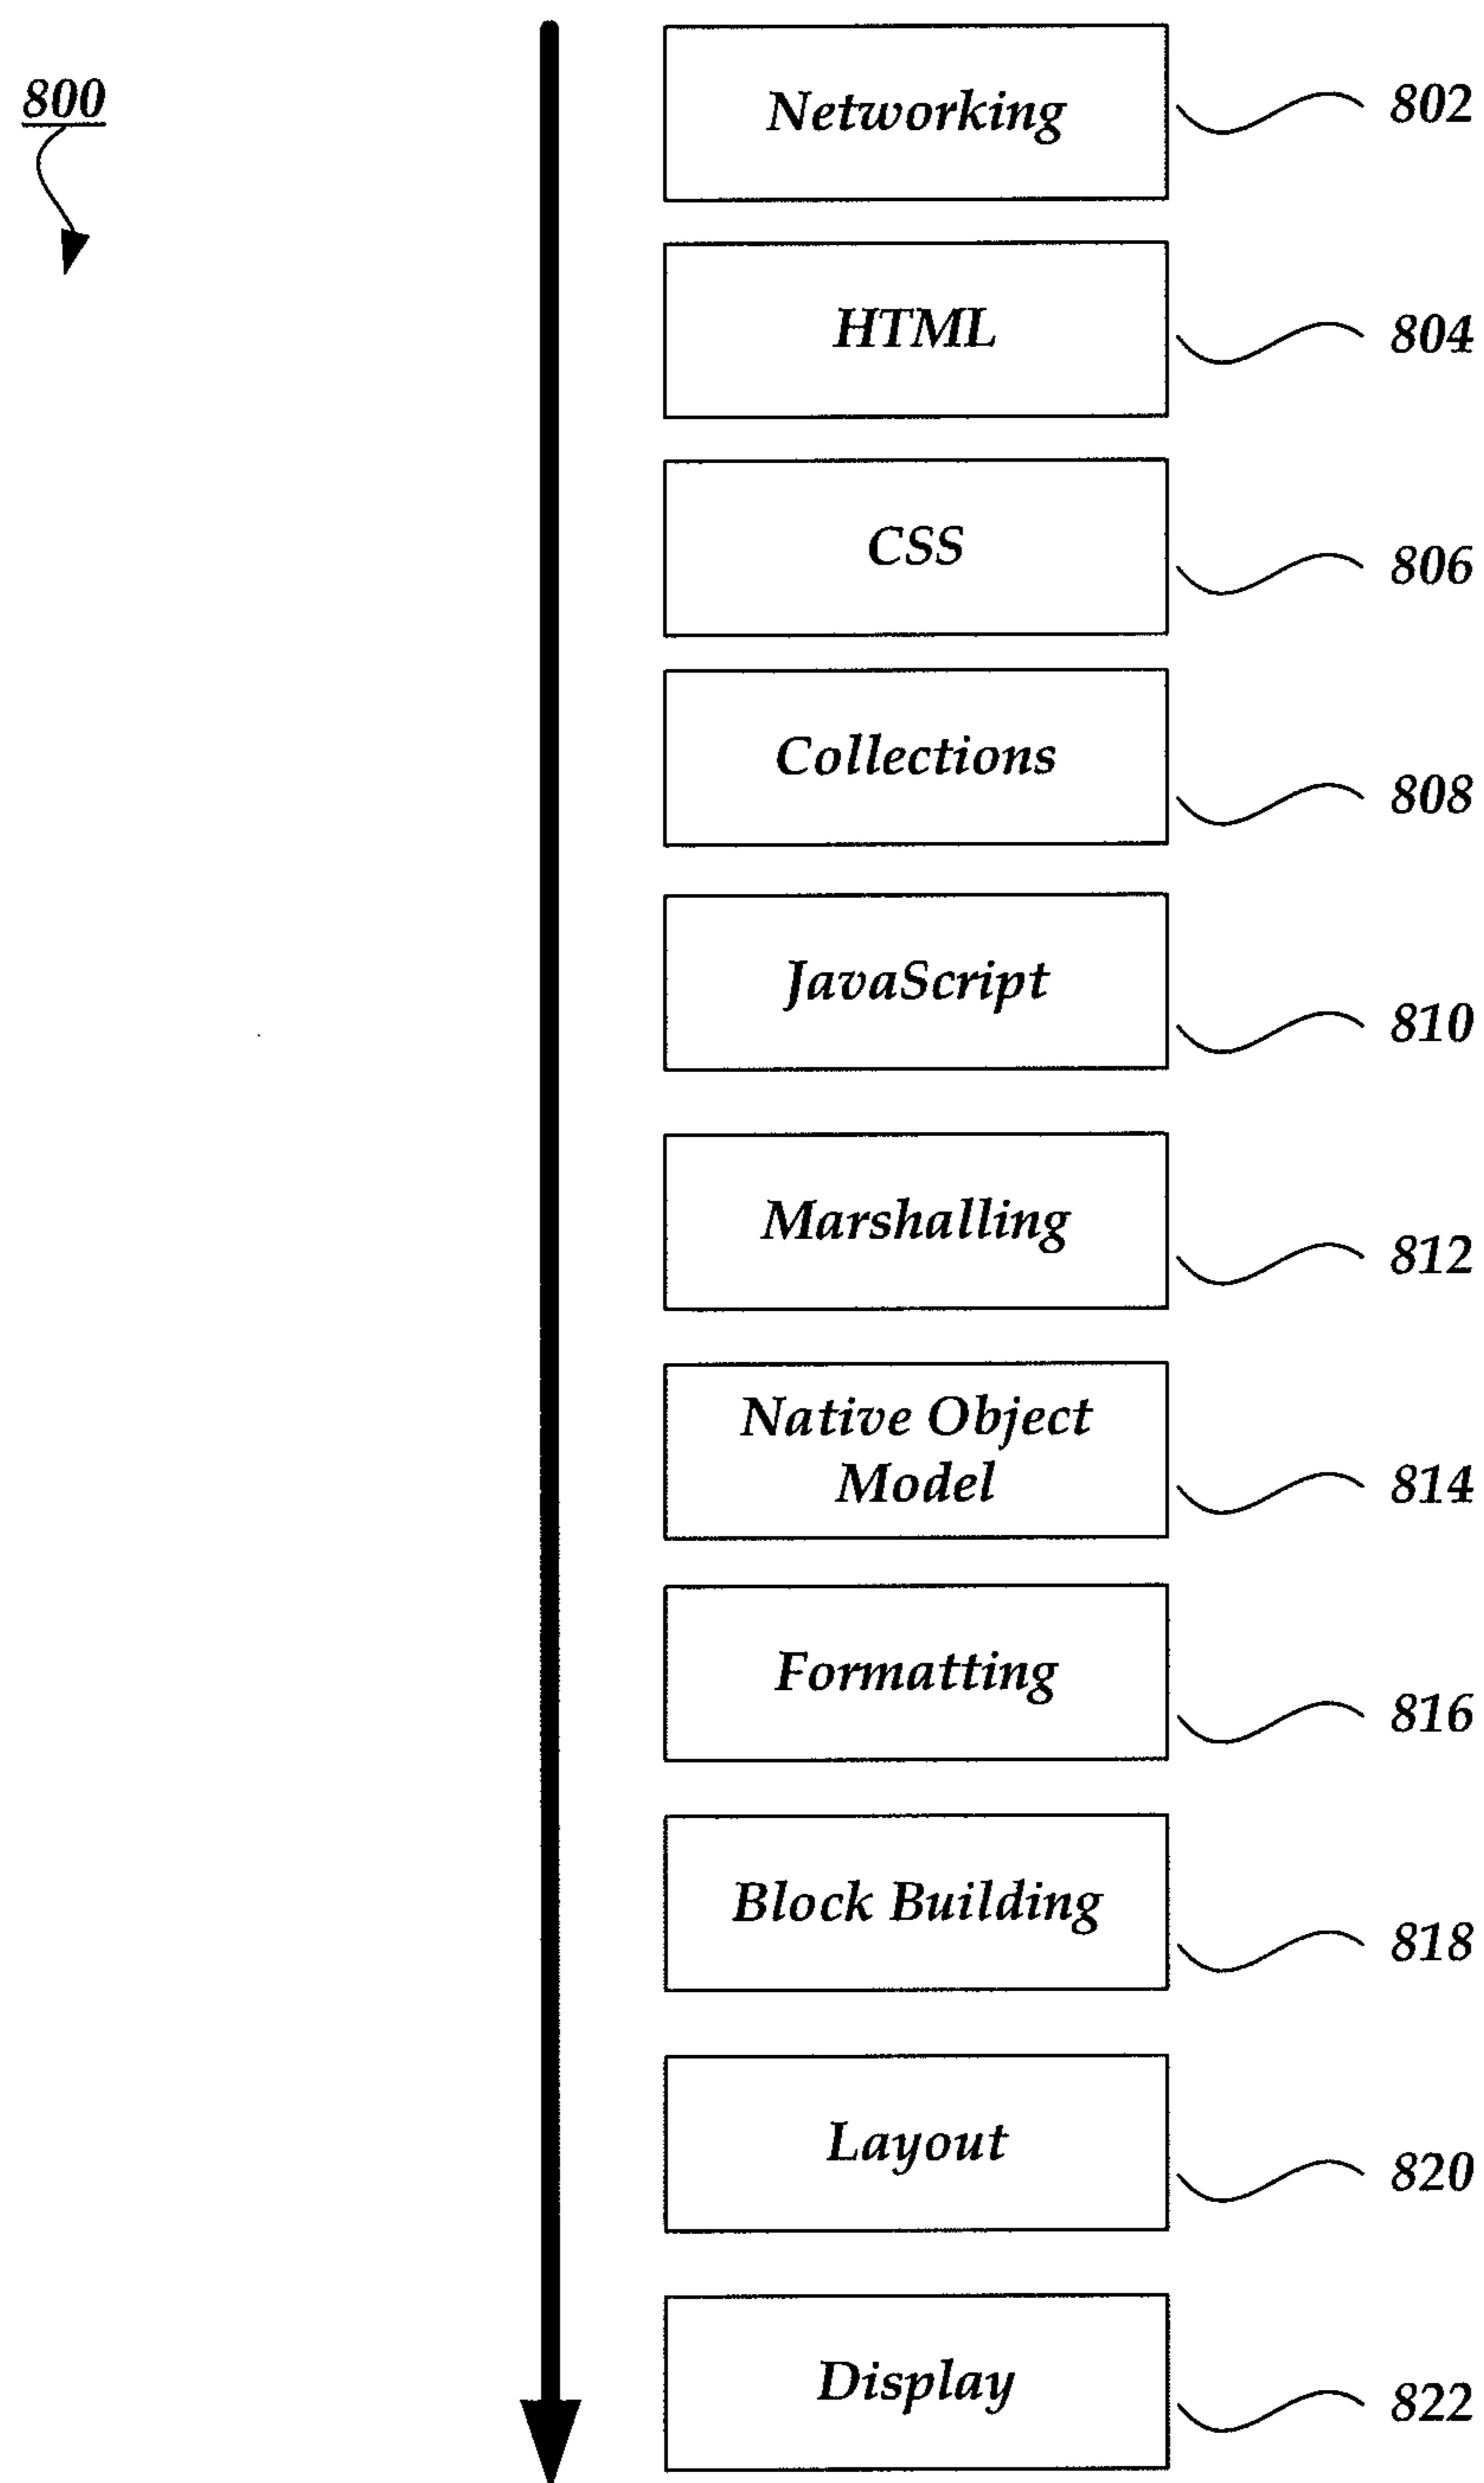 800
Networking
802
HTML
804
CSS
806
Collections
808
JavaScript
810
Marshalling
812
Native Object
Model
814
Formatting
816
Block Building
818
Layout
820
Display
822